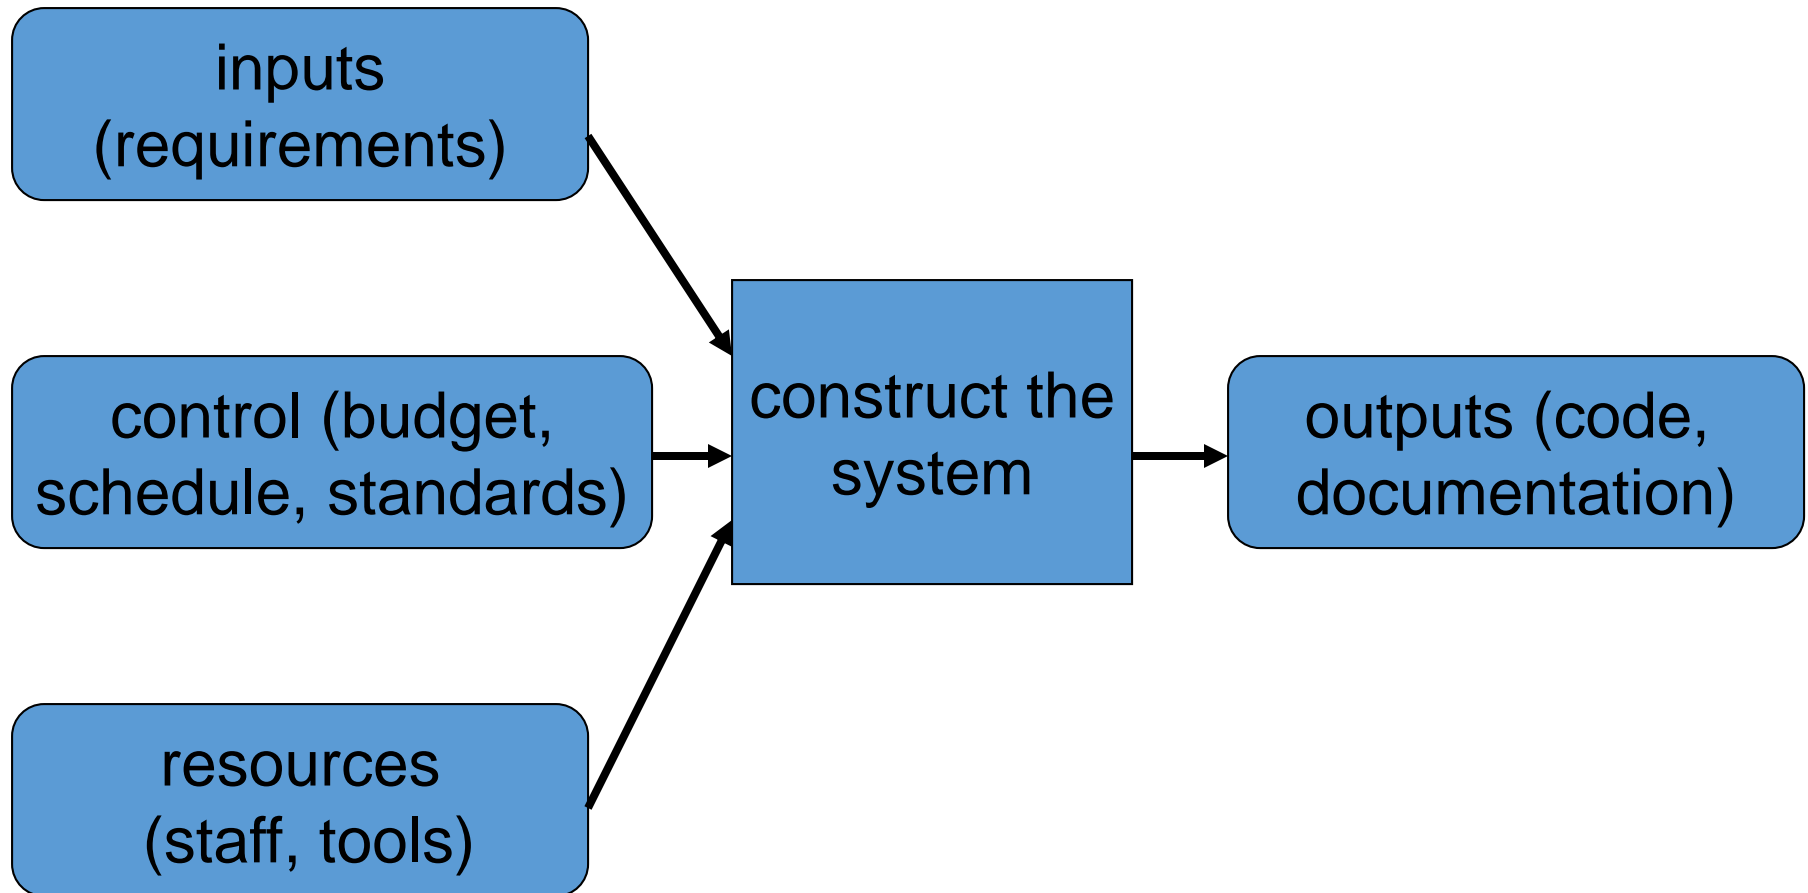 inputs
(requirements)
control (budget,
schedule, standards)
resources
(staff, tools)
construct the
system
outputs (code,
documentation)